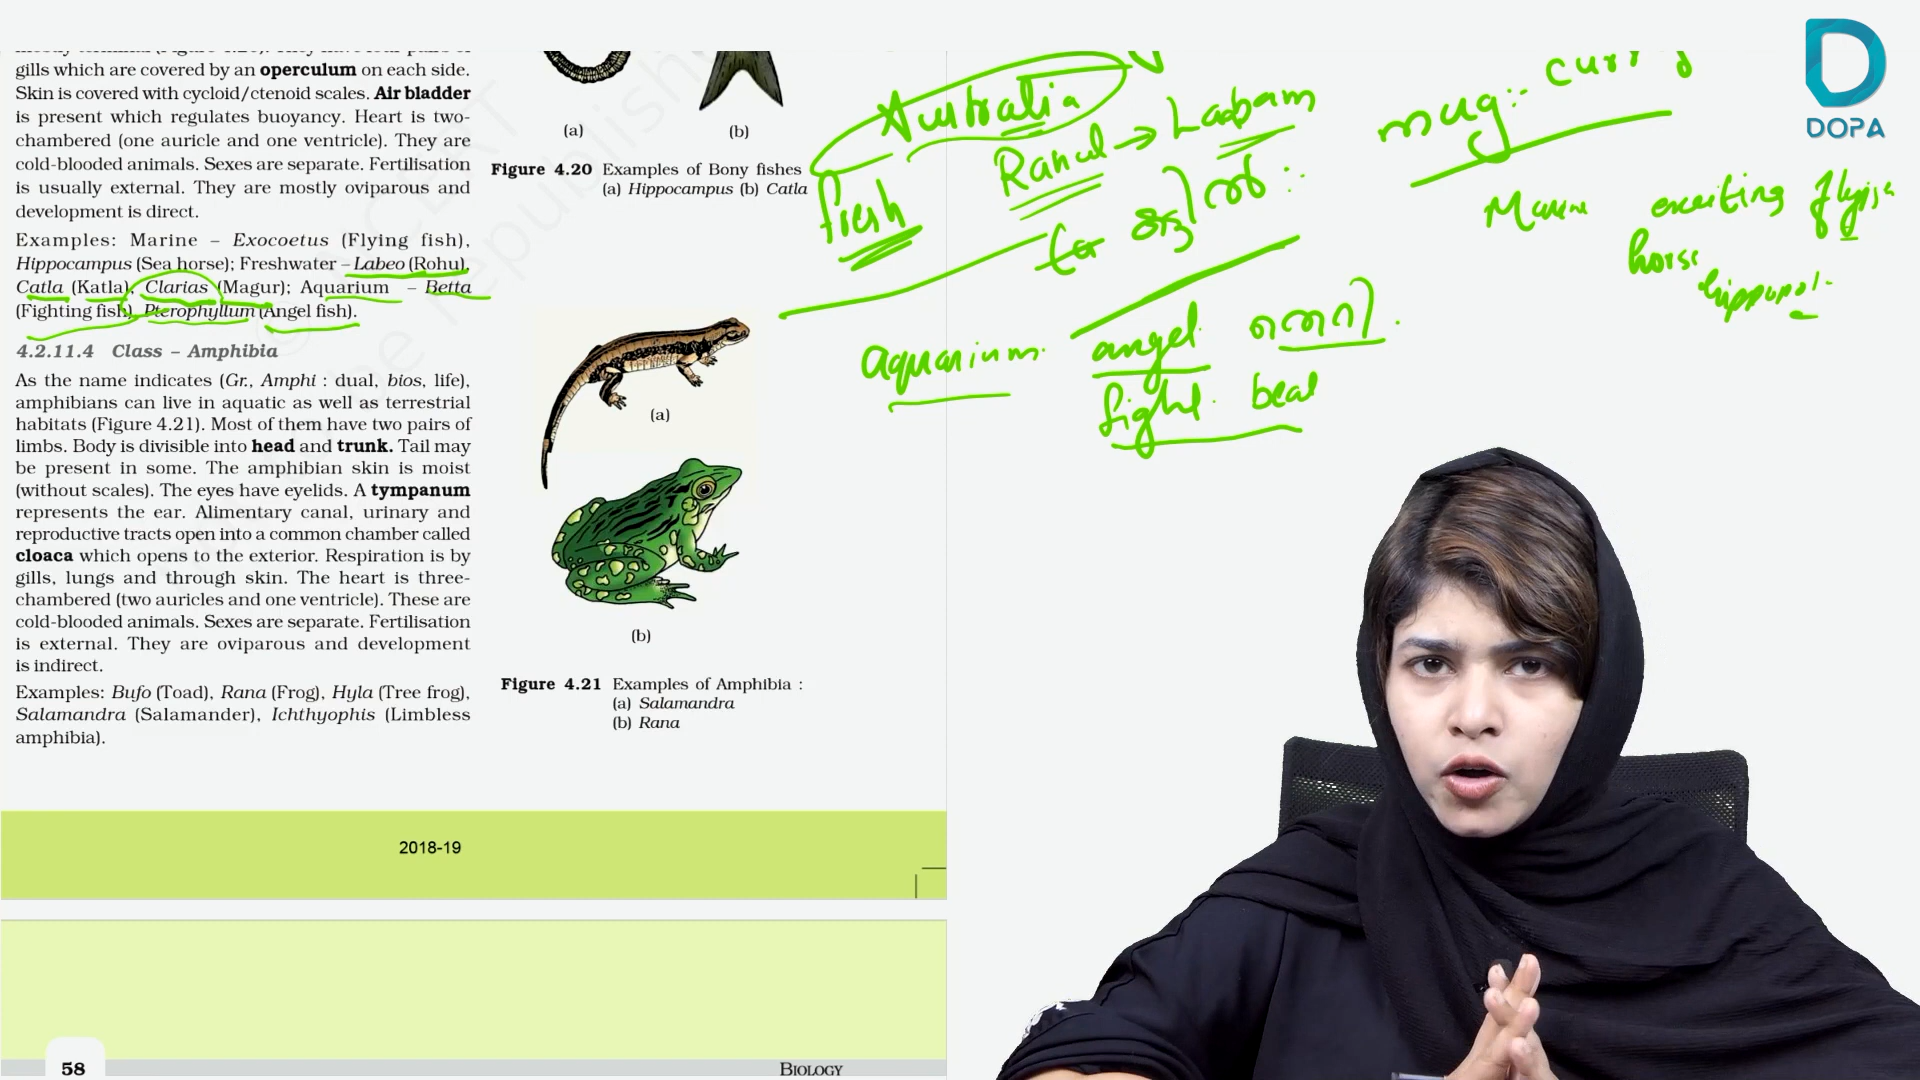 gills which are covered by an operculum on each side.
Skin is covered with cycloid/ctenoid scales. Air bladder
is present which regulates buoyancy. Heart is two-
chambered (one auricle and one ventricle). They are
cold-blooded animals. Sexes are separate. Fertilisation
is usually external. They are mostly oviparous and
development is direct.
Examples: Marine – Exocoetus (Flying fish),
Hippocampus (Sea horse); Freshwater – Labeo (Rohu),
Catla (Katla), Clarias (Magur); Aquarium – Betta
(Fighting fish), Pterophyllum (Angel fish).
4.2.11.4 Class – Amphibia
As the name indicates (Gr., Amphi : dual, bios, life),
amphibians can live in aquatic as well as terrestrial
habitats (Figure 4.21). Most of them have two pairs of
limbs. Body is divisible into head and trunk. Tail may
be present in some. The amphibian skin is moist
(without scales). The eyes have eyelids. A tympanum
represents the ear. Alimentary canal, urinary and
reproductive tracts open into a common chamber called
cloaca which opens to the exterior. Respiration is by
gills, lungs and through skin. The heart is three-
chambered (two auricles and one ventricle). These are
cold-blooded animals. Sexes are separate. Fertilisation
is external. They are oviparous and development
is indirect.
Examples: Bufo (Toad), Rana (Frog), Hyla (Tree frog),
Salamandra (Salamander), Ichthyophis (Limbless
amphibia).
(a)
(b)
Figure 4.20 Examples of Bony fishes
(a) Hippocampus (b) Catla
(a)
(b)
Figure 4.21 Examples of Amphibia :
(a) Salamandra
(b) Rana
2018-19
58
BIOLOGY
Australia
fresh
mug:- curry
Marine
horse
aquarium. angel
fight.
DOPA